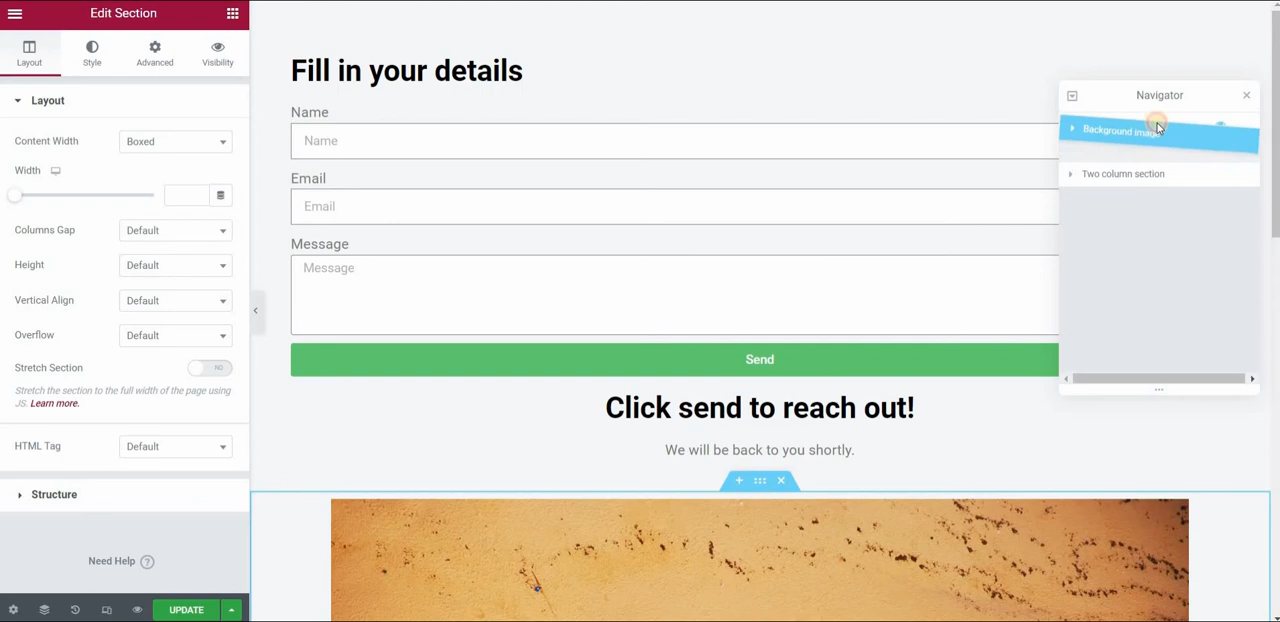 Edit Section
Layout
Style
Advanced
Visibility
Layout
Content Width
Boxed
Width
Columns Gap
Default
Height
Default
Vertical Align
Default
Overflow
Default
Stretch Section
NO
Stretch the section to the full width of the page using
JS. Learn more.
HTML Tag
Default
Structure
Need Help ?
UPDATE
Fill in your details
Name
Name
Email
Email
Message
Message
Send
Click send to reach out!
We will be back to you shortly.
Navigator
Background image
Two column section